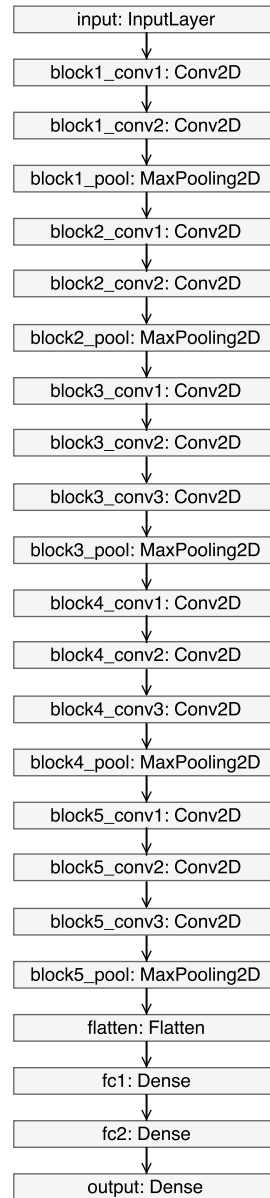 input: InputLayer
block1_conv1: Conv2D
block1_conv2: Conv2D
block1_pool: MaxPooling2D
block2_conv1: Conv2D
block2_conv2: Conv2D
block2_pool: MaxPooling2D
block3_conv1: Conv2D
block3_conv2: Conv2D
block3_conv3: Conv2D
block3_pool: MaxPooling2D
block4_conv1: Conv2D
block4_conv2: Conv2D
block4_conv3: Conv2D
block4_pool: MaxPooling2D
block5_conv1: Conv2D
block5_conv2: Conv2D
block5_conv3: Conv2D
block5_pool: MaxPooling2D
flatten: Flatten
fc1: Dense
fc2: Dense
output: Dense